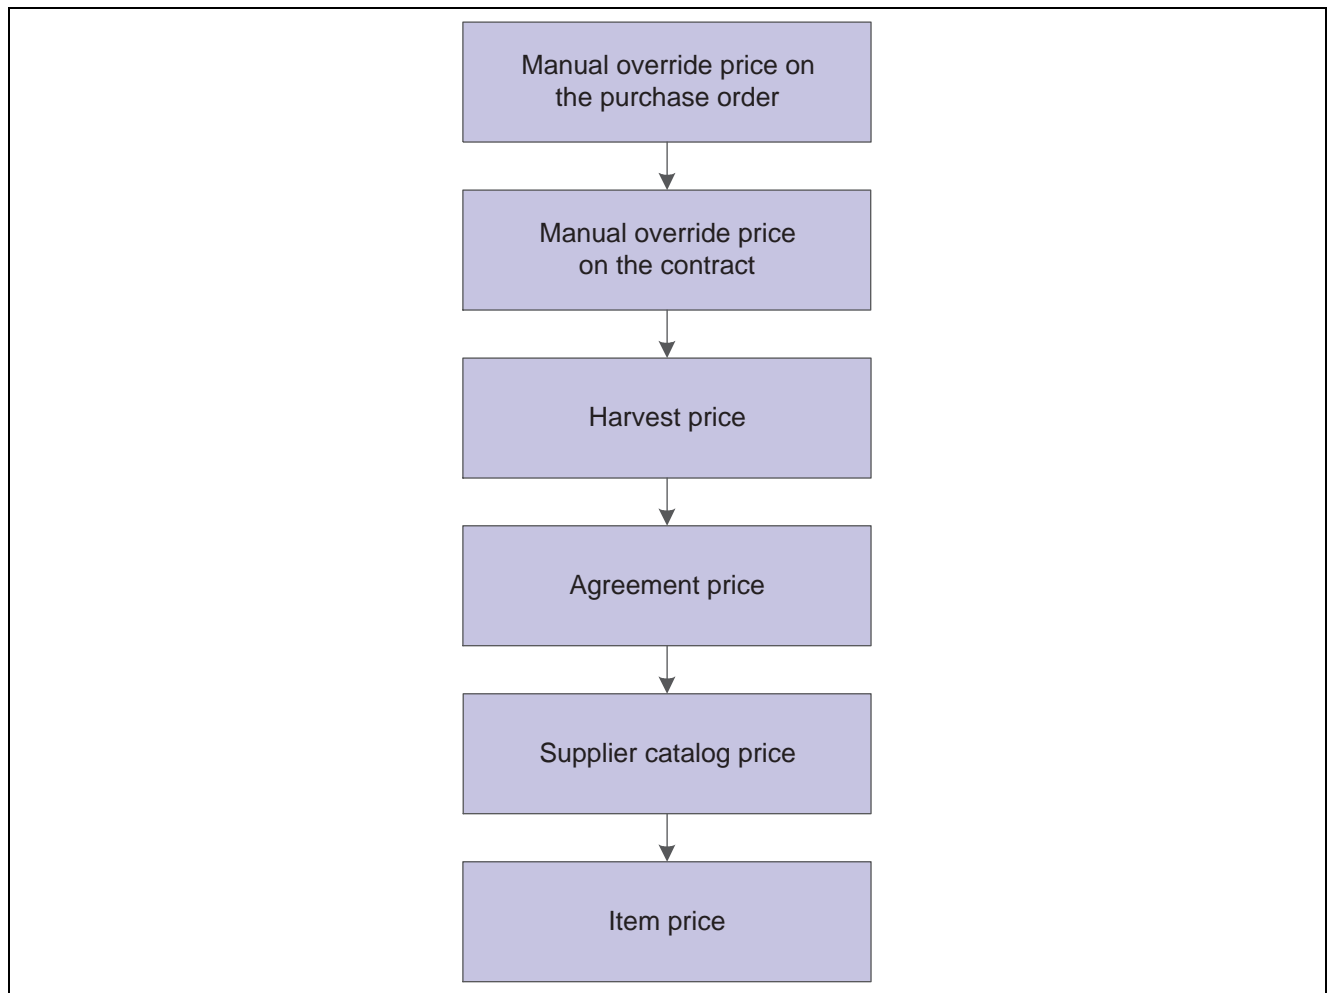 Manual override price on
the purchase order
Manual override price
on the contract
Harvest price
Agreement price
Supplier catalog price
Item price